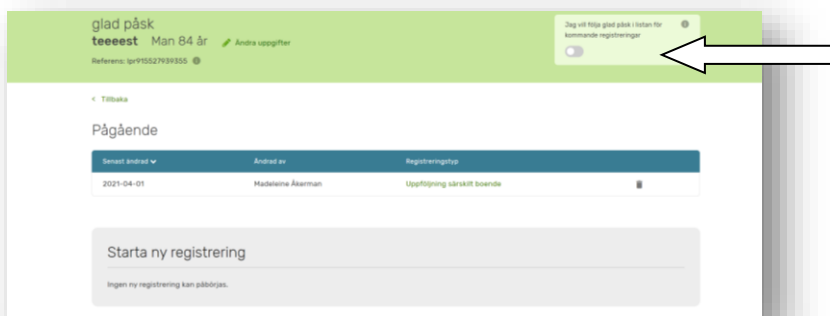 glad påsk
teeeest Man 84 år Ändra uppgifter
Referens: lpr915527939355
Jag vill följa glad påsk i listan för
kommande registreringar
< Tillbaka
Pågående
Senast ändrad Ändrad av Registreringstyp
2021-04-01 Madeleine Åkerman Uppföljning särskilt boende
Starta ny registrering
Ingen ny registrering kan påbörjas.